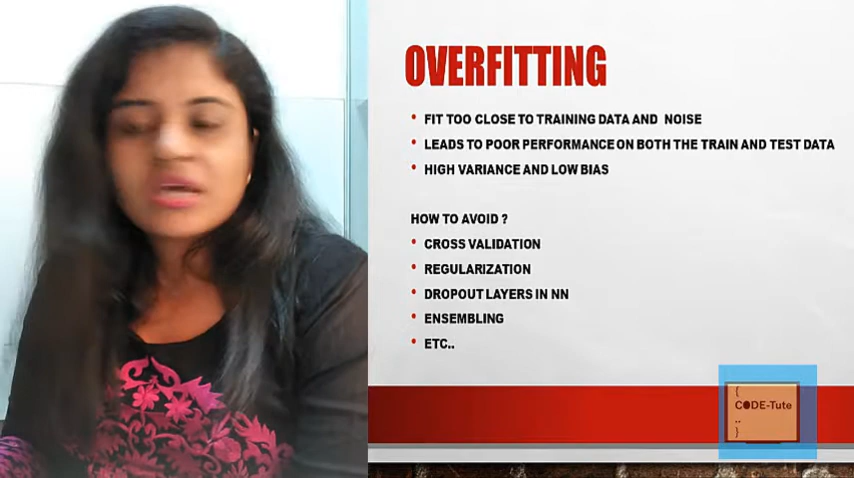 OVERFITTING
• FIT TOO CLOSE TO TRAINING DATA AND NOISE
• LEADS TO POOR PERFORMANCE ON BOTH THE TRAIN AND TEST DATA
• HIGH VARIANCE AND LOW BIAS
HOW TO AVOID ?
• CROSS VALIDATION
• REGULARIZATION
• DROPOUT LAYERS IN NN
• ENSEMBLING
• ETC..
{
CODE-Tute
..
}